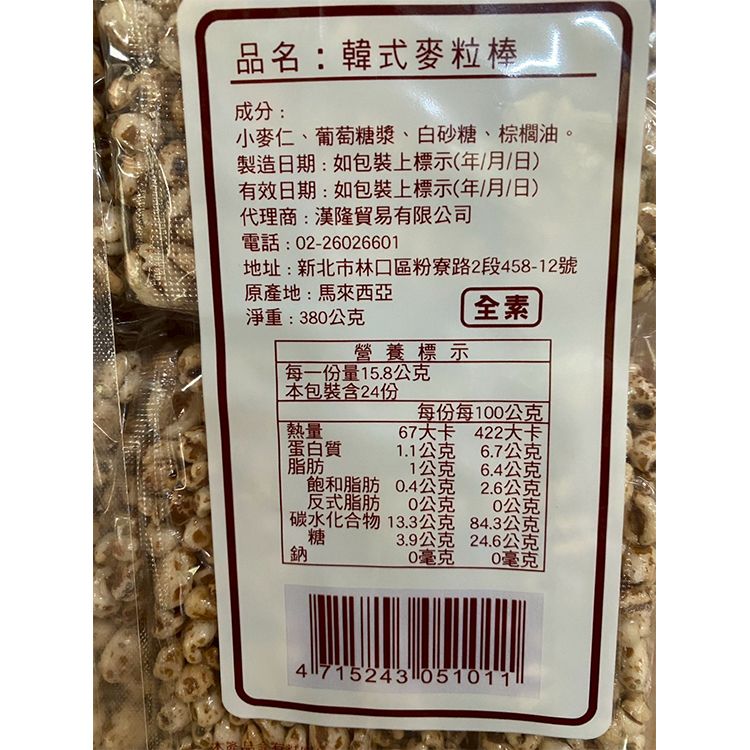 品名：韓式麥粒棒
成分：
小麥仁、葡萄糖漿、白砂糖、棕櫚油。
製造日期：如包裝上標示(年/月/日)
有效日期：如包裝上標示(年/月/日)
代理商：漢隆貿易有限公司
電話：02-26026601
地址：新北市林口區粉寮路2段458-12號
原產地：馬來西亞
淨重：380公克
全素
營養標示
每一份量15.8公克
本包裝含24份
每份每100公克
熱量 67大卡 422大卡
蛋白質 1.1公克 6.7公克
脂肪 1公克 6.4公克
飽和脂肪 0.4公克 2.6公克
反式脂肪 0公克 0公克
碳水化合物 13.3公克 84.3公克
糖 3.9公克 24.6公克
鈉 0毫克 0毫克
4 715243 051011